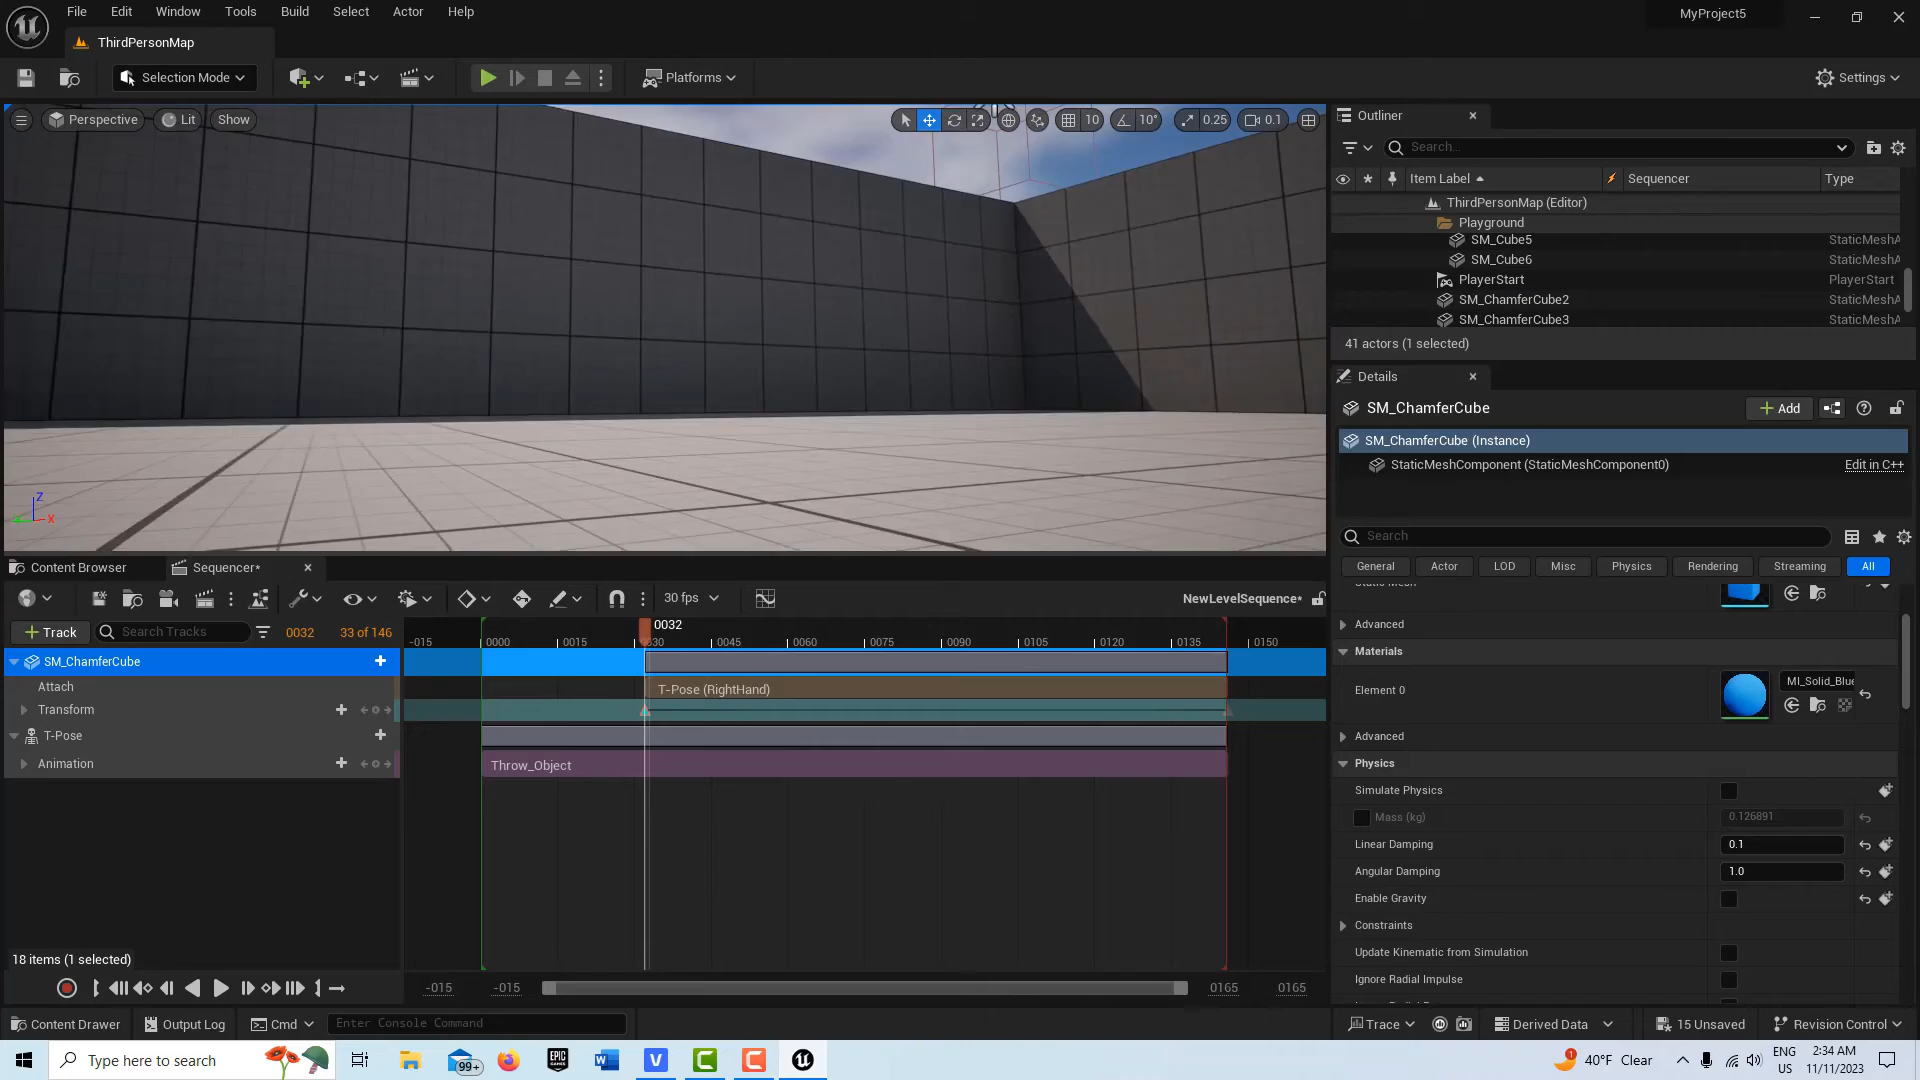 File Edit Window Tools Build Select Actor Help
MyProject5
ThirdPersonMap
Selection Mode
Platforms
Settings
Perspective Lit Show
10 10° 0.25 0.1
Outliner
Search...
Item Label Sequencer Type
ThirdPersonMap (Editor)
Playground
SM_Cube5 StaticMeshA
SM_Cube6 StaticMeshA
PlayerStart PlayerStart
SM_ChamferCube2 StaticMeshA
SM_ChamferCube3 StaticMeshA
41 actors (1 selected)
Details
SM_ChamferCube
Add
SM_ChamferCube (Instance)
StaticMeshComponent (StaticMeshComponent0) Edit in C++
Search
General Actor LOD Misc Physics Rendering Streaming All
Static Mesh
Advanced
Materials
Element 0
MI_Solid_Blue
Advanced
Physics
Simulate Physics
Mass (kg) 0.126891
Linear Damping 0.1
Angular Damping 1.0
Enable Gravity
Constraints
Update Kinematic from Simulation
Ignore Radial Impulse
Z
X
Content Browser Sequencer*
30 fps
NewLevelSequence*
Track Search Tracks 0032 33 of 146
0032
-015 0000 0015 0030 0045 0060 0075 0090 0105 0120 0135 0150
SM_ChamferCube
Attach T-Pose (RightHand)
Transform
T-Pose
Animation Throw_Object
18 items (1 selected)
-015 -015 0165 0165
Content Drawer Output Log Cmd Enter Console Command
Trace Derived Data 15 Unsaved Revision Control
Type here to search
99+
EPIC GAMES
W V C C
1 40°F Clear
ENG US
2:34 AM
11/11/2023